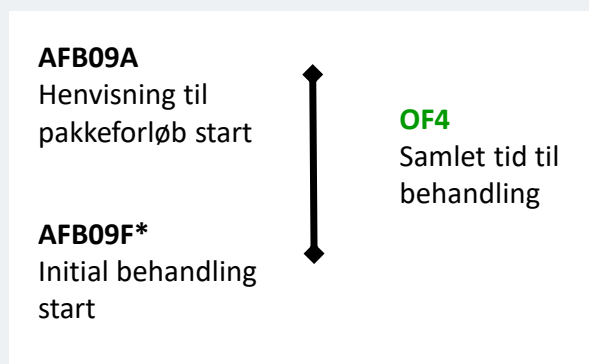 AFB09A
Henvisning til
pakkeforløb start
OF4
Samlet tid til
behandling
AFB09F*
Initial behandling
start